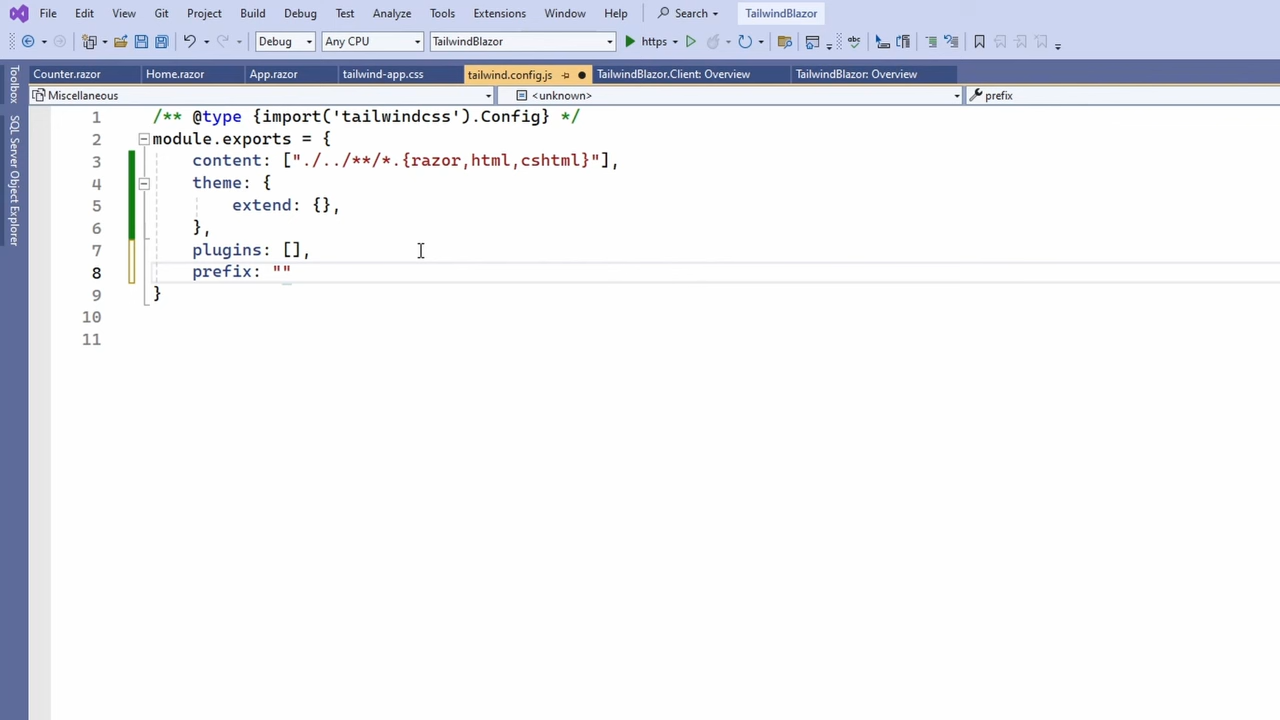 File Edit View Git Project Build Debug Test Analyze Tools Extensions Window Help Search TailwindBlazor
Debug Any CPU TailwindBlazor https
Counter.razor Home.razor App.razor tailwind-app.css tailwind.config.js TailwindBlazor.Client: Overview TailwindBlazor: Overview
Miscellaneous <unknown> prefix
Toolbox
SQL Server Object Explorer
1 /** @type {import('tailwindcss').Config} */
2 module.exports = {
3 content: ["./../**/*.{razor,html,cshtml}"],
4 theme: {
5 extend: {},
6 },
7 plugins: [],
8 prefix: ""
9 }
10
11